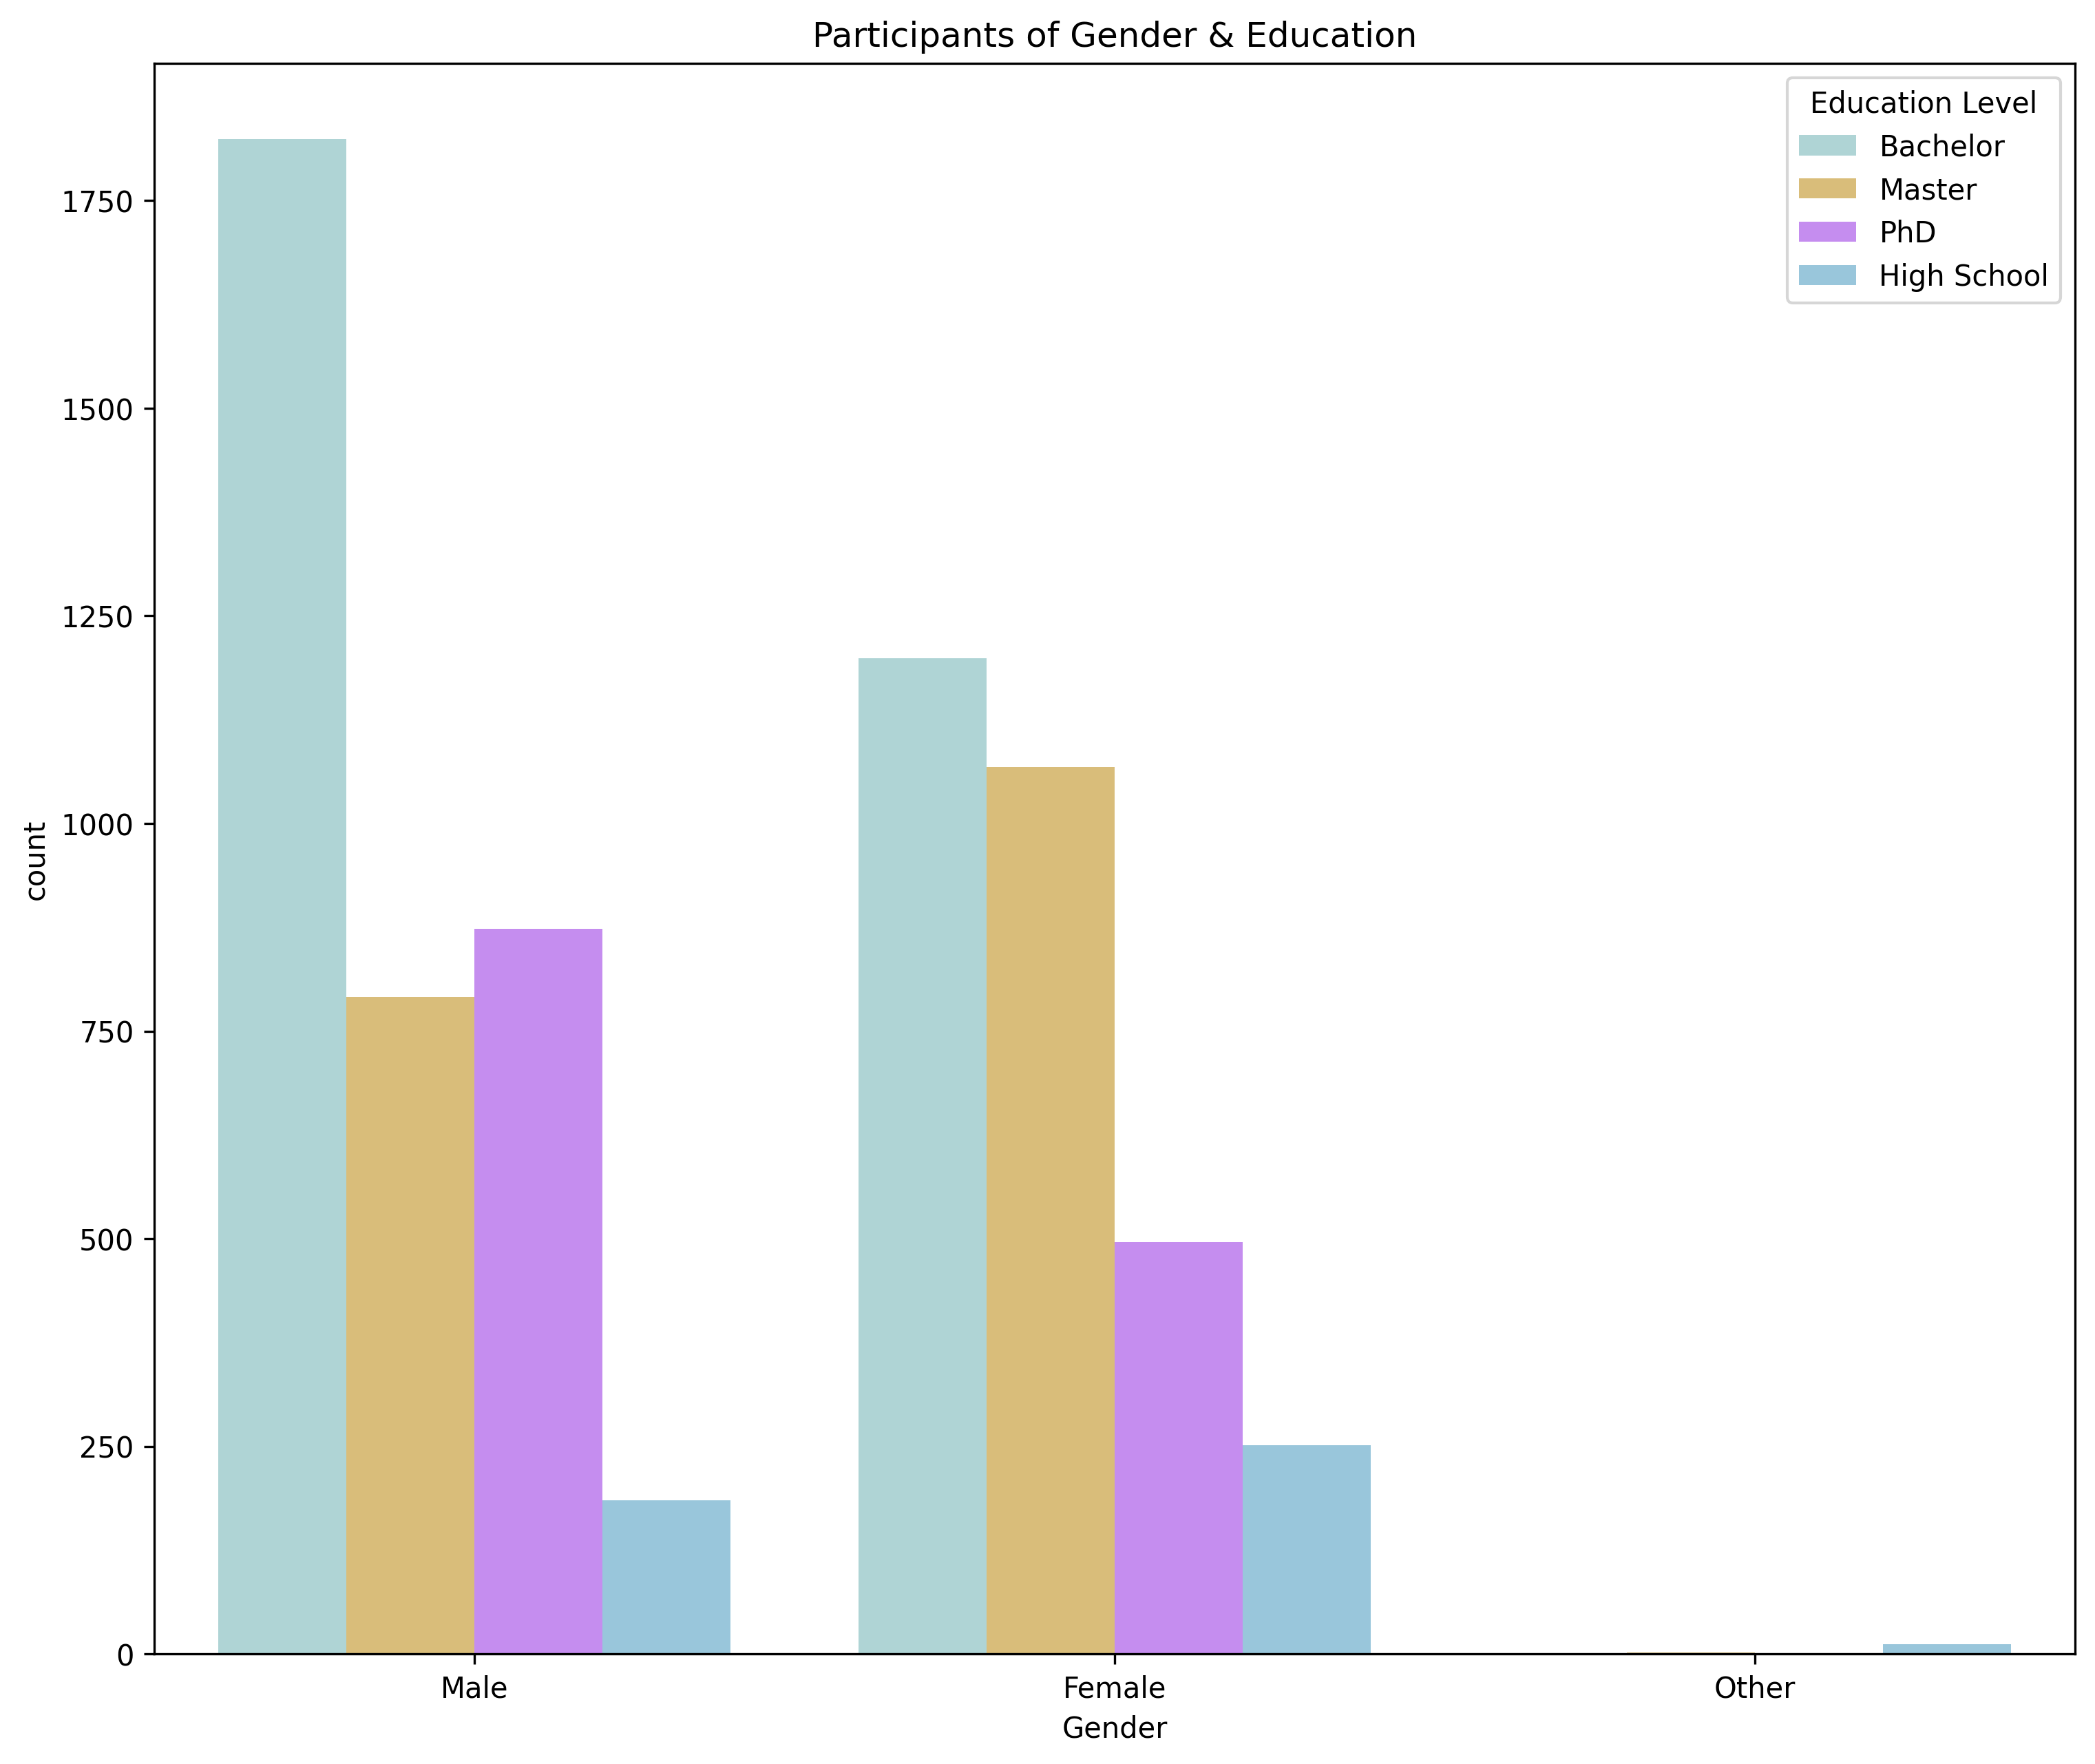 Participants of Gender & Education
Education Level
Bachelor
Master
PhD
High School
1750
1500
1250
1000
750
500
250
0
count
Male
Female
Other
Gender